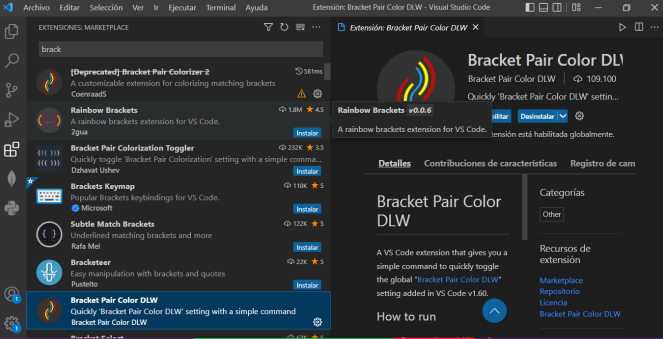 Archivo Editar Selección Ver Ir Ejecutar Terminal Ayuda Extensión: Bracket Pair Color DLW - Visual Studio Code
EXTENSIONES: MARKETPLACE
brack
[Deprecated] Bracket Pair Colorizer 2 581ms
A customizable extension for colorizing matching brackets
CoenraadS
Rainbow Brackets 1.8M 4.5
A rainbow brackets extension for VS Code.
2gua Instalar
Bracket Pair Colorization Toggler 232K 3.5
Quickly toggle 'Bracket Pair Colorization' setting with a simple comma...
Dzhavat Ushev Instalar
Brackets Keymap 110K 5
Popular Brackets keybindings for VS Code.
Microsoft Instalar
Subtle Match Brackets 122K 5
Underlined matching brackets and more
Rafa Mel Instalar
Bracketeer 22K 5
Easy manipulation with brackets and quotes
Pustelto Instalar
Bracket Pair Color DLW
Quickly 'Bracket Pair Color DLW' setting with a simple command
Bracket Pair Color DLW
Bracket Select 67K 5
1
1
Extensión: Bracket Pair Color DLW
Bracket Pair Color DLW
Bracket Pair Color DLW 109.100
Quickly 'Bracket Pair Color DLW' settin...
bilitar Desinstalar
Rainbow Brackets v0.0.6
A rainbow brackets extension for VS Code.
xtensión está habilitada globalmente.
Detalles Contribuciones de características Registro de cam
Bracket Pair Color
DLW
A VS Code extension that gives you a
simple command to quickly toggle
the global "Bracket Pair Color DLW"
setting added in VS Code v1.60.
How to run
Categorías
Other
Recursos de
extensión
Marketplace
Repositorio
Licencia
Bracket Pair Color DLW